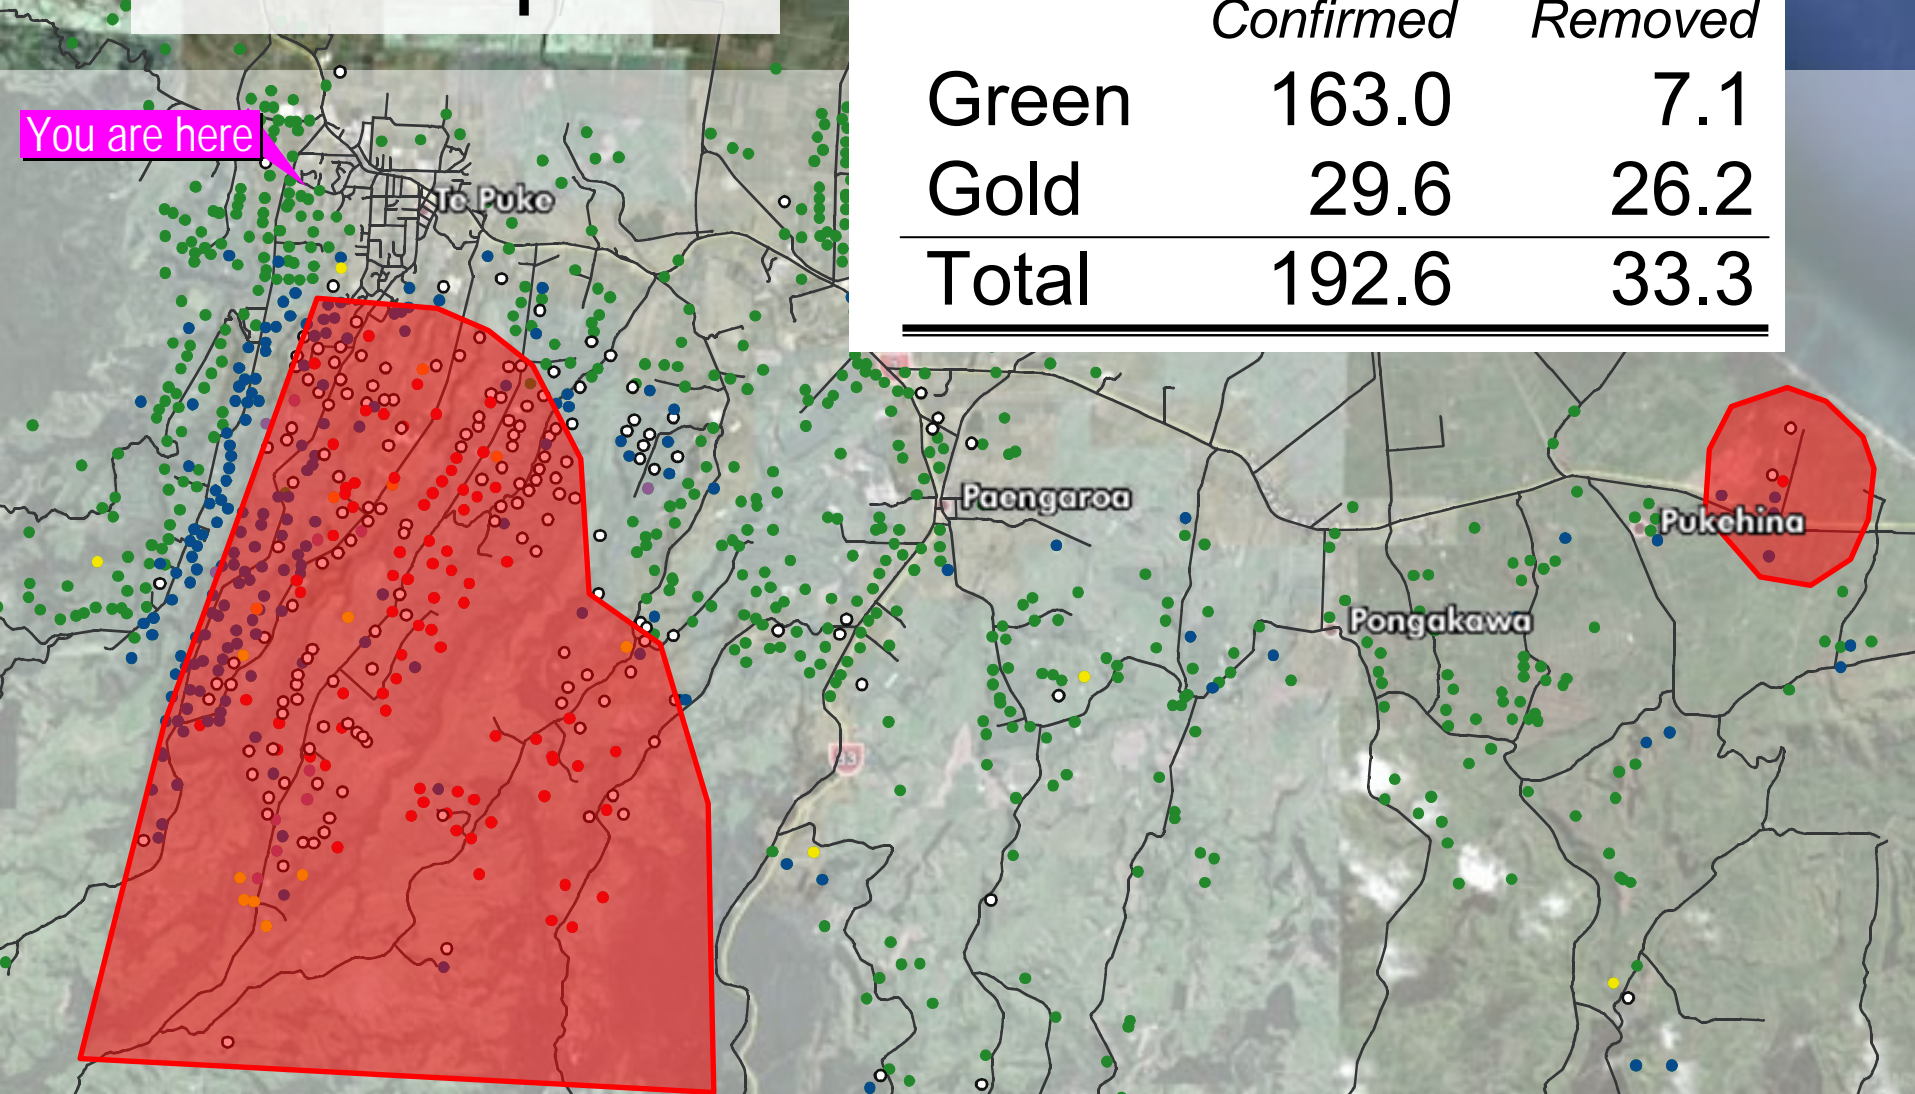 Confirmed Removed
Green 163.0 7.1
Gold 29.6 26.2
Total 192.6 33.3
You are here
Te Puke
Paengaroa
Pukehina
Pongakawa
33